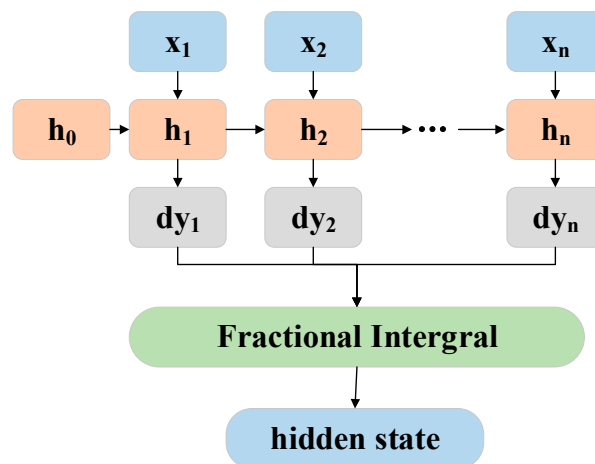 x₁ x₂ xₙ
h₀ h₁ h₂ ••• hₙ
dy₁ dy₂ dyₙ
Fractional Intergral
hidden state